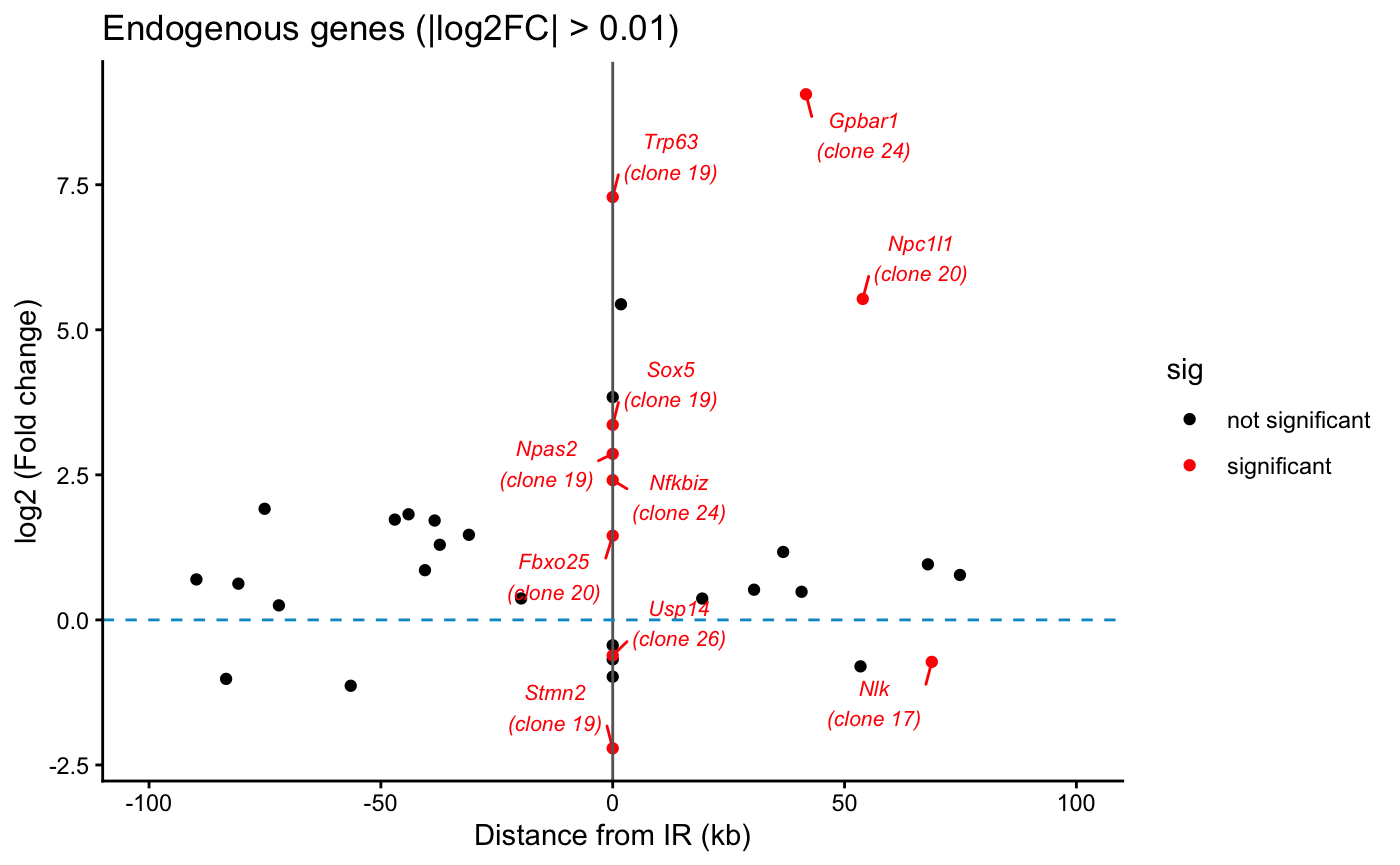 Endogenous genes (|log2FC| > 0.01)
Gpbar1
(clone 24)
Trp63
(clone 19)
7.5
Npc1l1
(clone 20)
5.0
Sox5
(clone 19)
sig
not significant
significant
Npas2
(clone 19)
2.5
Nfkbiz
(clone 24)
Fbxo25
(clone 20)
Usp14
(clone 26)
0.0
Nlk
(clone 17)
Stmn2
(clone 19)
-2.5
log2 (Fold change)
-100
-50
0
50
100
Distance from IR (kb)